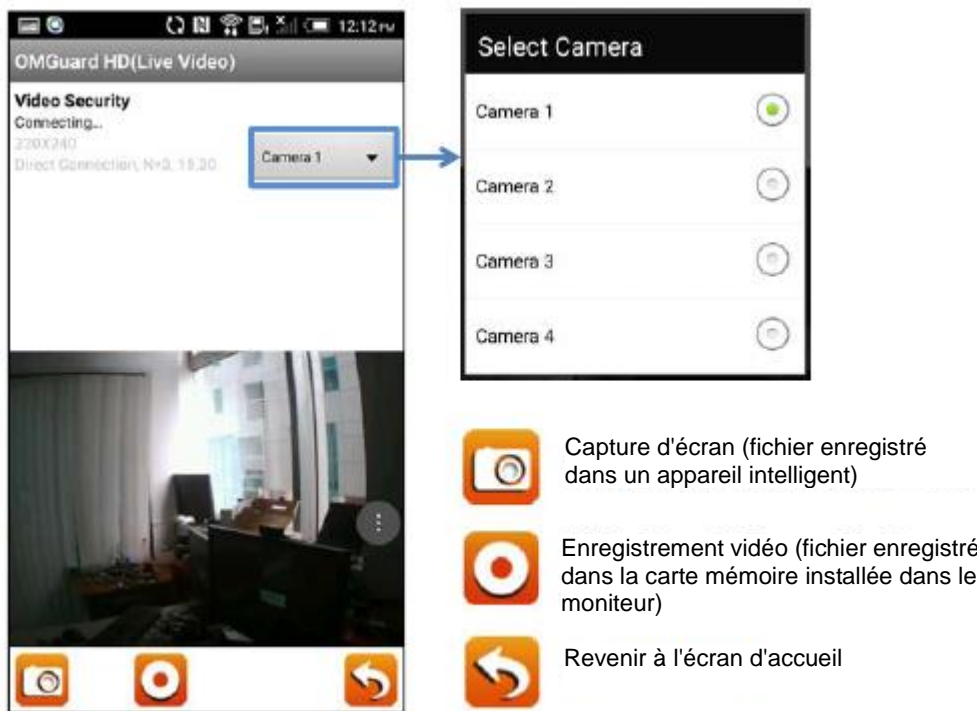 12:12 PM
OMGuard HD(Live Video)
Video Security
Connecting...
320X240
Direct Connection, N=3, 19.20
Camera 1
Select Camera
Camera 1
Camera 2
Camera 3
Camera 4
Capture d'écran (fichier enregistré
dans un appareil intelligent)
Enregistrement vidéo (fichier enregistré
dans la carte mémoire installée dans le
moniteur)
Revenir à l'écran d'accueil